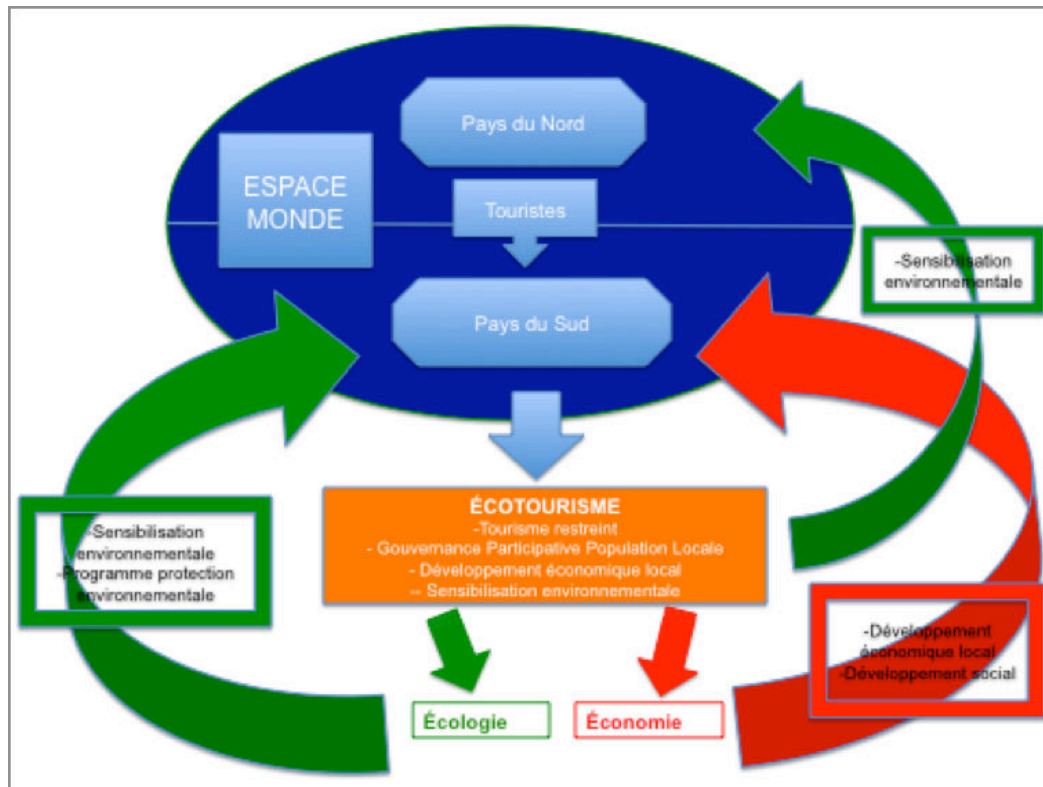 Pays du Nord
ESPACE
MONDE
Touristes
Pays du Sud
-Sensibilisation
environnementale
ÉCOTOURISME
-Tourisme restreint
- Gouvernance Participative Population Locale
- Développement économique local
-- Sensibilisation environnementale
-Sensibilisation
environnementale
-Programme protection
environnementale
-Développement
économique local
-Développement social
Écologie
Économie